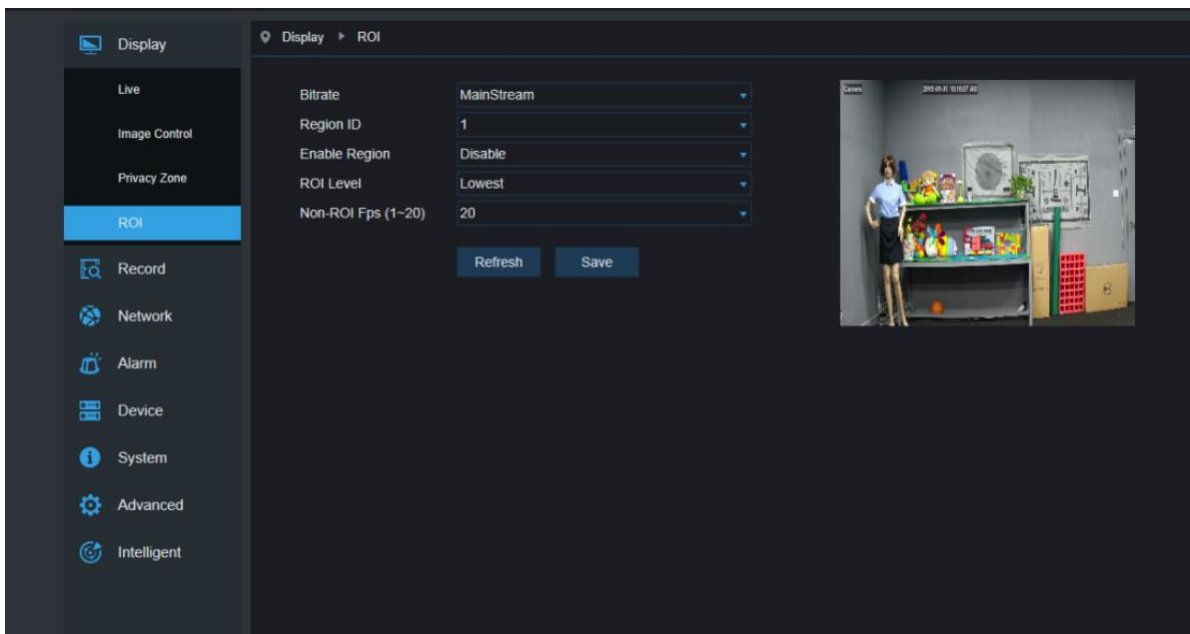 Display
Live
Image Control
Privacy Zone
ROI
Record
Network
Alarm
Device
System
Advanced
Intelligent
Display ROI
Bitrate MainStream
Region ID 1
Enable Region Disable
ROI Level Lowest
Non-ROI Fps (1~20) 20
Refresh Save
Camera